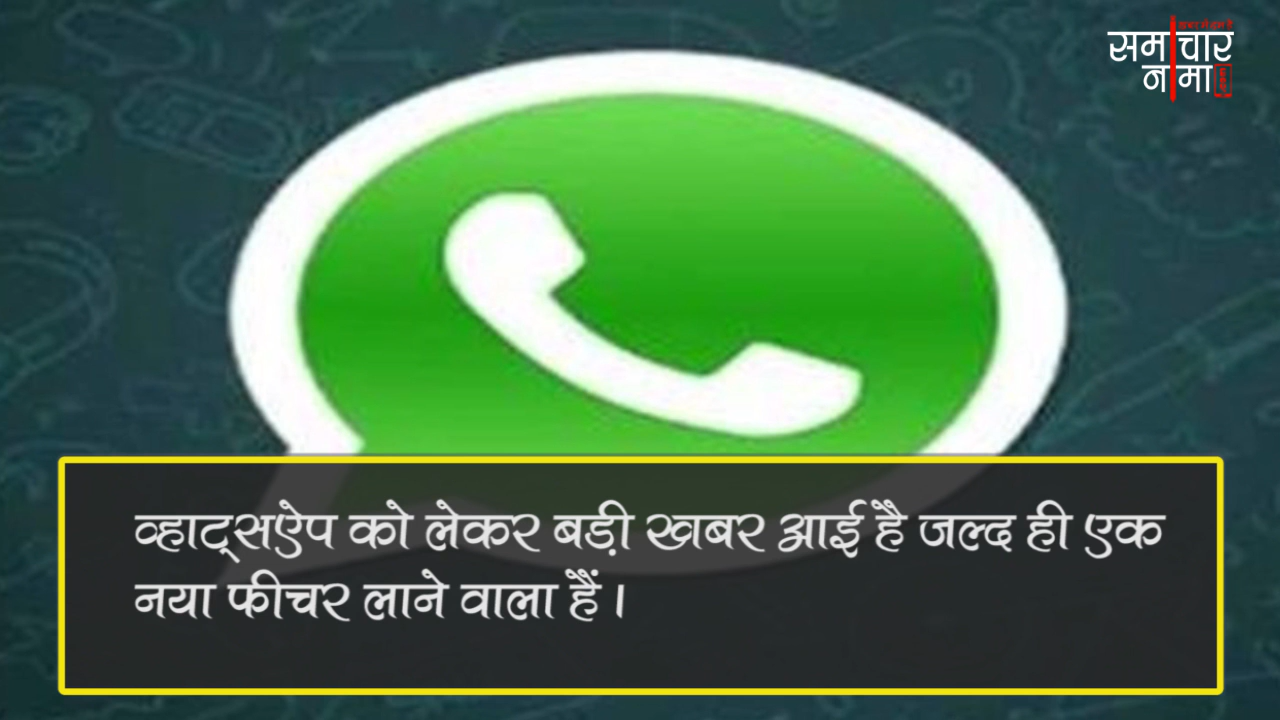 समाचार
नामा
व्हाट्सऐप को लेकर बड़ी खबर आई है जल्द ही एक
नया फीचर लाने वाला हैं ।